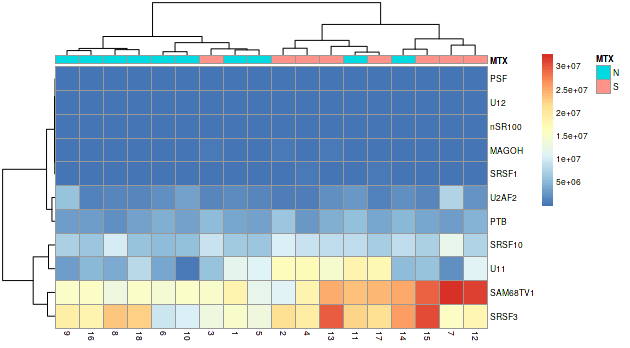 MTX
MTX
N
S
3e+07
2.5e+07
2e+07
1.5e+07
1e+07
5e+06
PSF
U12
nSR100
MAGOH
SRSF1
U2AF2
PTB
SRSF10
U11
SAM68TV1
SRSF3
9 16 8 18 6 10 3 1 5 2 4 13 11 17 14 15 7 12